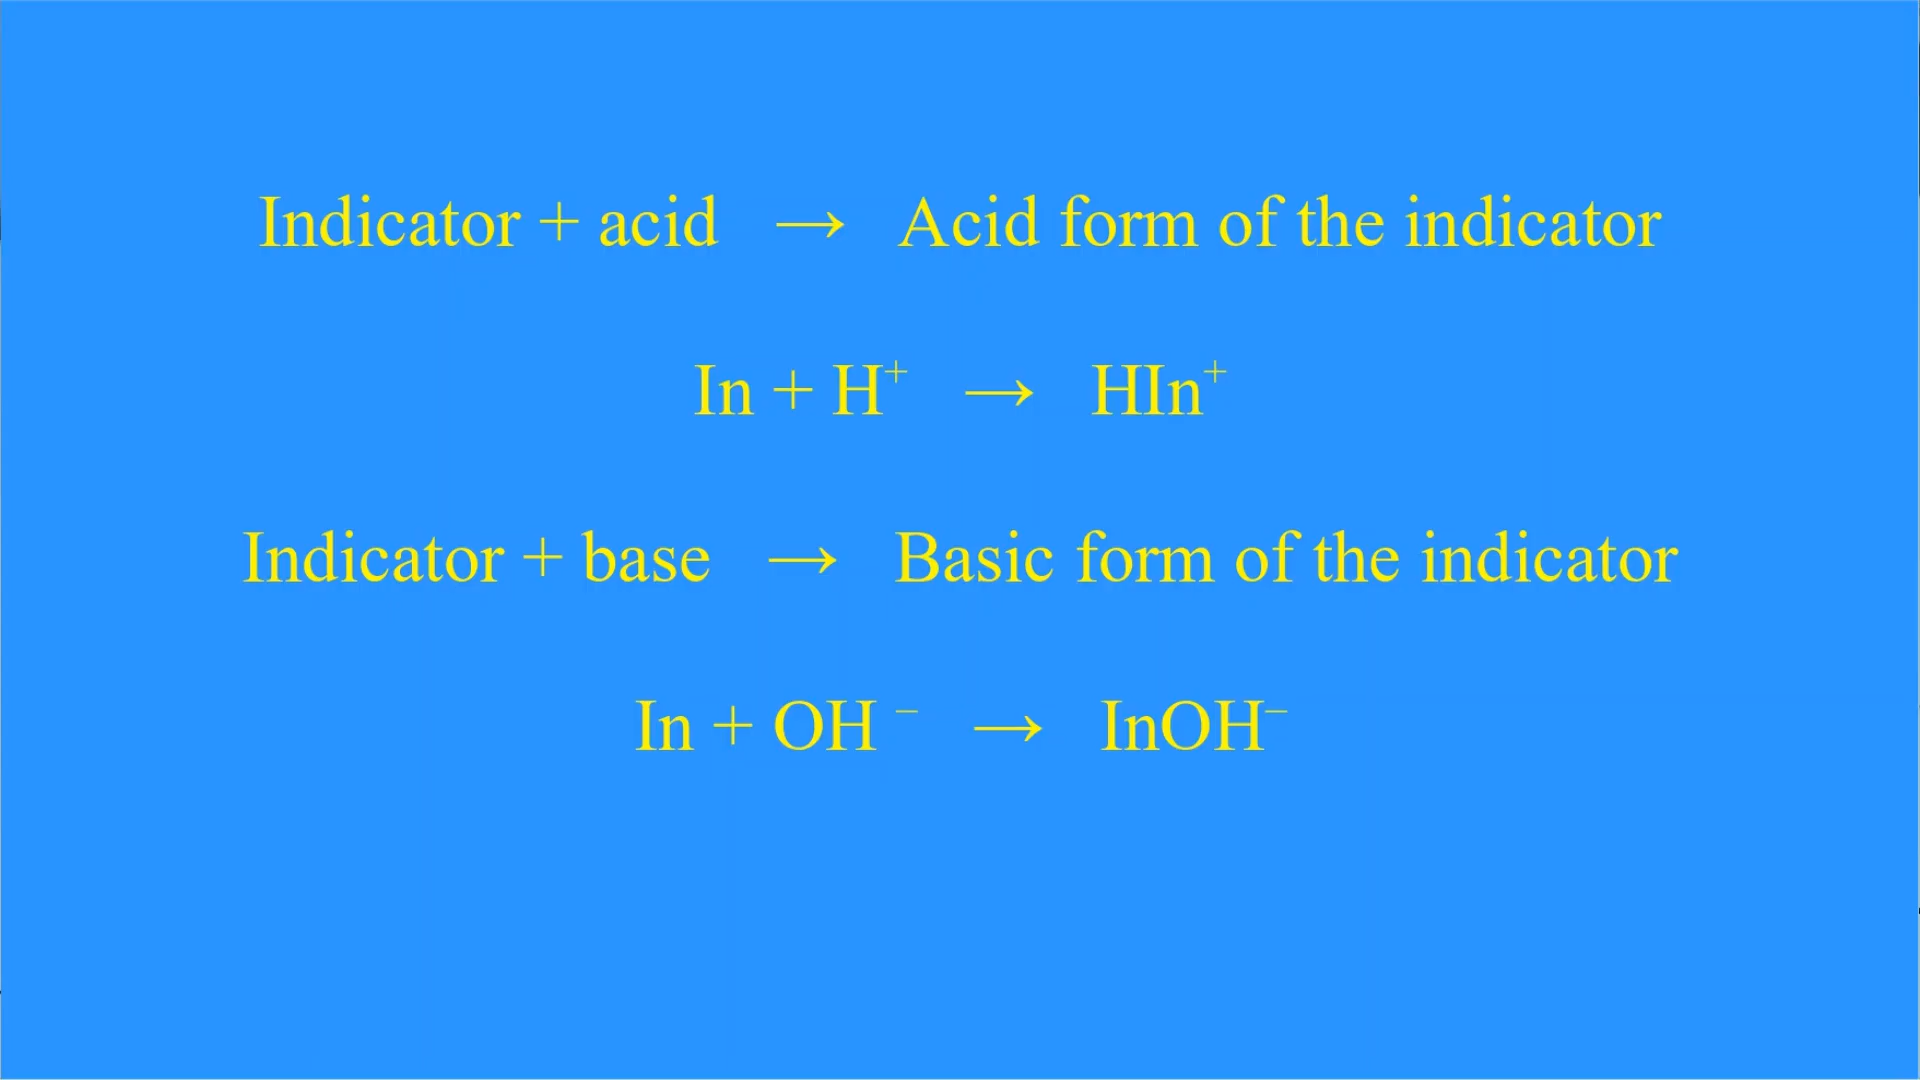 Indicator + acid → Acid form of the indicator
In + H⁺ → HIn⁺
Indicator + base → Basic form of the indicator
In + OH ⁻ → InOH⁻